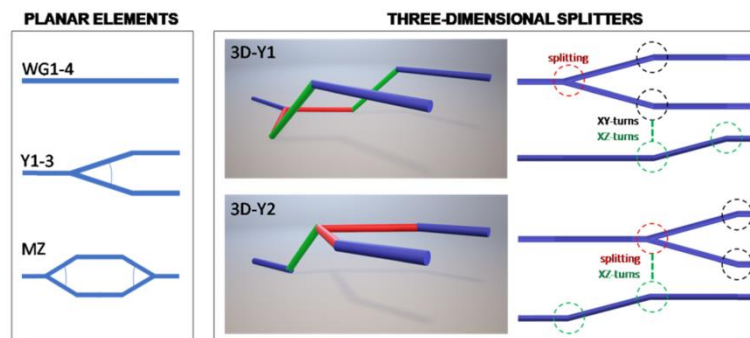 PLANAR ELEMENTS
THREE-DIMENSIONAL SPLITTERS
WG1-4
Y1-3
MZ
3D-Y1
splitting
XY-turns
XZ-turns
3D-Y2
splitting
XZ-turns